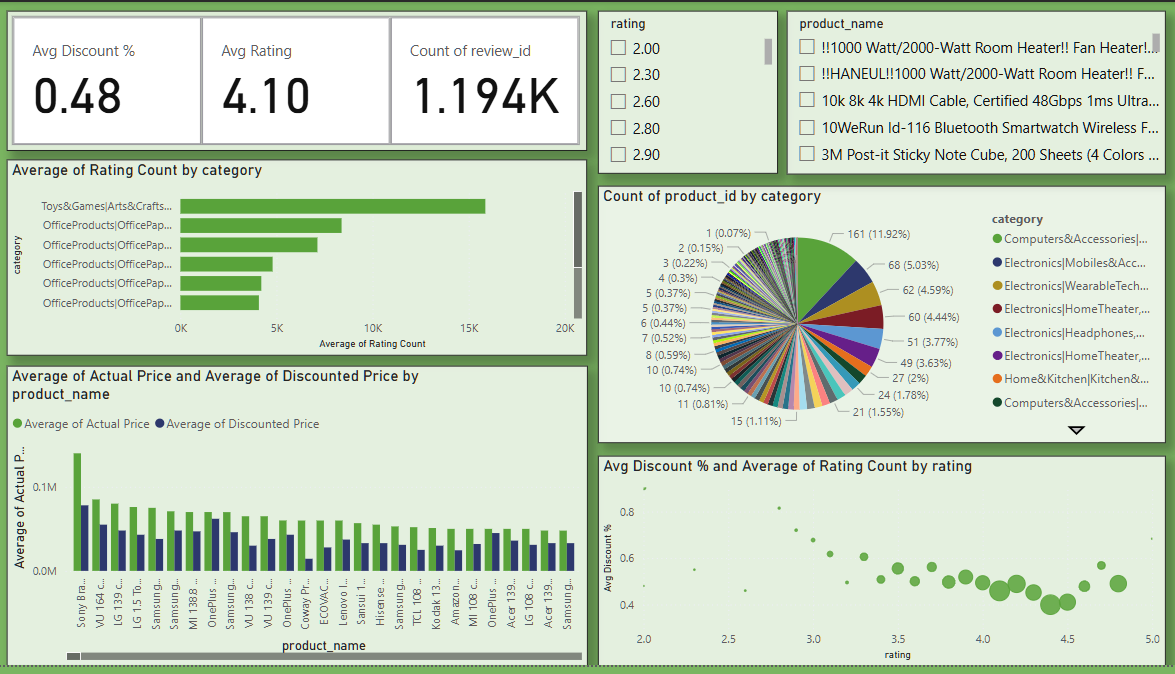 Avg Discount %
0.48
Avg Rating
4.10
Count of review_id
1.194K
rating
2.00
2.30
2.60
2.80
2.90
product_name
!!1000 Watt/2000-Watt Room Heater!! Fan Heater!...
!!HANEUL!!1000 Watt/2000-Watt Room Heater!! F...
10k 8k 4k HDMI Cable, Certified 48Gbps 1ms Ultra...
10WeRun Id-116 Bluetooth Smartwatch Wireless F...
3M Post-it Sticky Note Cube, 200 Sheets (4 Colors ...
Average of Rating Count by category
category
Toys&Games|Arts&Crafts...
OfficeProducts|OfficePap...
OfficeProducts|OfficePap...
OfficeProducts|OfficePap...
OfficeProducts|OfficePap...
OfficeProducts|OfficePap...
0K 5K 10K 15K 20K
Average of Rating Count
Count of product_id by category
161 (11.92%)
68 (5.03%)
62 (4.59%)
60 (4.44%)
51 (3.77%)
49 (3.63%)
27 (2%)
24 (1.78%)
21 (1.55%)
15 (1.11%)
11 (0.81%)
10 (0.74%)
10 (0.74%)
8 (0.59%)
7 (0.52%)
6 (0.44%)
5 (0.37%)
5 (0.37%)
4 (0.3%)
3 (0.22%)
2 (0.15%)
1 (0.07%)
category
Computers&Accessories|...
Electronics|Mobiles&Acc...
Electronics|WearableTech...
Electronics|HomeTheater,...
Electronics|Headphones,...
Electronics|HomeTheater,...
Home&Kitchen|Kitchen&...
Computers&Accessories|...
Average of Actual Price and Average of Discounted Price by
product_name
Average of Actual Price Average of Discounted Price
Average of Actual P...
0.1M
0.0M
Sony Bra...
VU 164 c...
LG 139 c...
LG 1.5 To...
Samsung...
Samsung...
MI 138.8 ...
OnePlus ...
Samsung...
VU 138 c...
VU 139 c...
OnePlus ...
Coway Pr...
ECOVAC...
Lenovo I...
Sansui 1...
Hisense ...
Samsung...
TCL 108 ...
Kodak 13...
Amazon...
MI 108 c...
OnePlus ...
Acer 139...
LG 108 c...
Acer 139...
Samsung...
product_name
Avg Discount % and Average of Rating Count by rating
Avg Discount %
0.8
0.6
0.4
2.0 2.5 3.0 3.5 4.0 4.5 5.0
rating